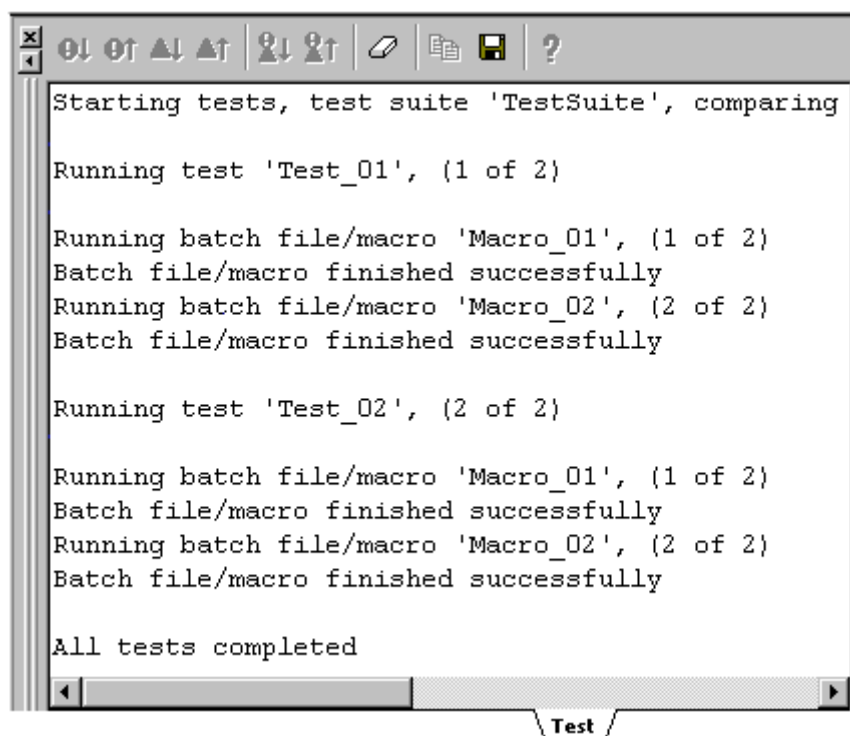 Starting tests, test suite 'TestSuite', comparing
Running test 'Test_01', (1 of 2)
Running batch file/macro 'Macro_01', (1 of 2)
Batch file/macro finished successfully
Running batch file/macro 'Macro_02', (2 of 2)
Batch file/macro finished successfully
Running test 'Test_02', (2 of 2)
Running batch file/macro 'Macro_01', (1 of 2)
Batch file/macro finished successfully
Running batch file/macro 'Macro_02', (2 of 2)
Batch file/macro finished successfully
All tests completed
Test